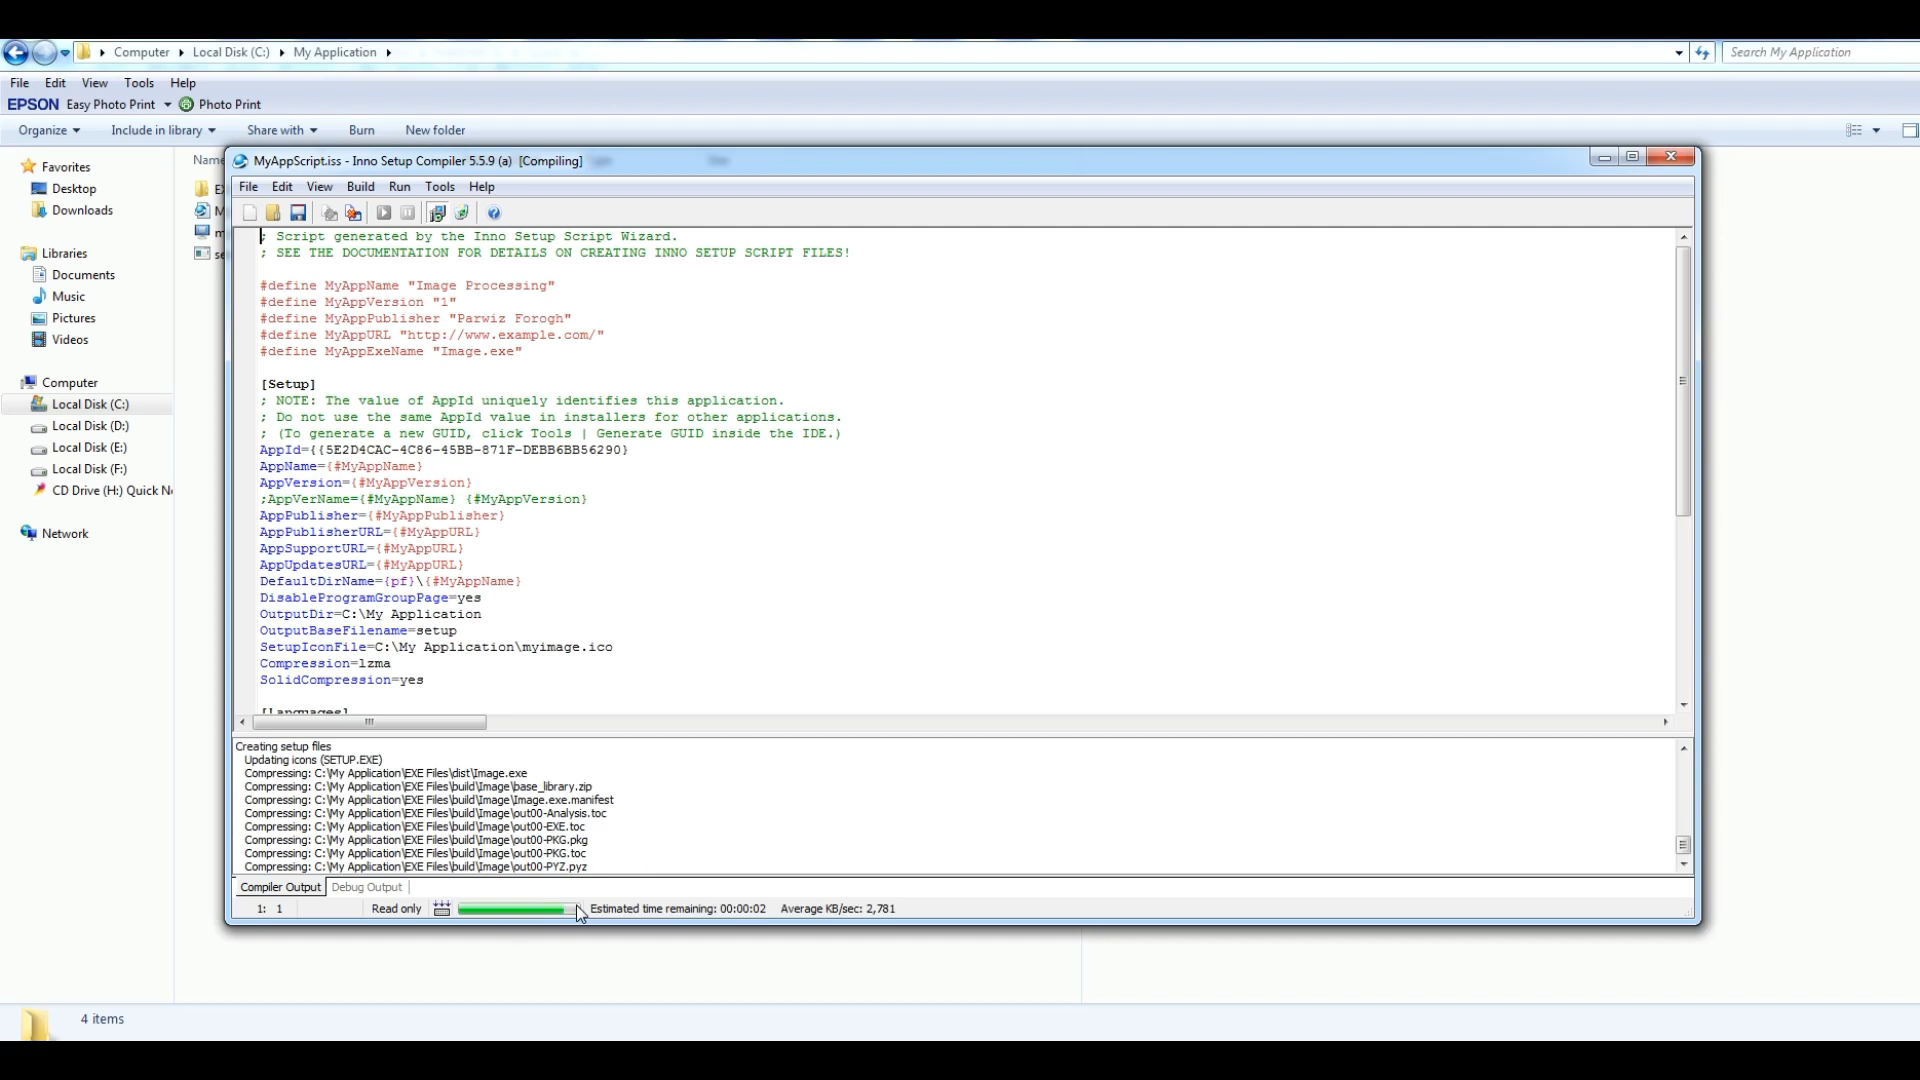 Computer Local Disk (C:) My Application
Search My Application
File Edit View Tools Help
EPSON Easy Photo Print Photo Print
Organize Include in library Share with Burn New folder
Favorites
Desktop
Downloads
Libraries
Documents
Music
Pictures
Videos
Computer
Local Disk (C:)
Local Disk (D:)
Local Disk (E:)
Local Disk (F:)
CD Drive (H:) Quick
Network
Name
MyAppScript.iss - Inno Setup Compiler 5.5.9 (a) [Compiling]
File Edit View Build Run Tools Help
; Script generated by the Inno Setup Script Wizard.
; SEE THE DOCUMENTATION FOR DETAILS ON CREATING INNO SETUP SCRIPT FILES!
#define MyAppName "Image Processing"
#define MyAppVersion "1"
#define MyAppPublisher "Parwiz Forogh"
#define MyAppURL "http://www.example.com/"
#define MyAppExeName "Image.exe"
[Setup]
; NOTE: The value of AppId uniquely identifies this application.
; Do not use the same AppId value in installers for other applications.
; (To generate a new GUID, click Tools | Generate GUID inside the IDE.)
AppId={{5E2D4CAC-4C86-45BB-871F-DEBB6BB56290}
AppName={#MyAppName}
AppVersion={#MyAppVersion}
;AppVerName={#MyAppName} {#MyAppVersion}
AppPublisher={#MyAppPublisher}
AppPublisherURL={#MyAppURL}
AppSupportURL={#MyAppURL}
AppUpdatesURL={#MyAppURL}
DefaultDirName={pf}\{#MyAppName}
DisableProgramGroupPage=yes
OutputDir=C:\My Application
OutputBaseFilename=setup
SetupIconFile=C:\My Application\myimage.ico
Compression=lzma
SolidCompression=yes
[Languages]
Creating setup files
Updating icons (SETUP.EXE)
Compressing: C:\My Application\EXE Files\dist\Image.exe
Compressing: C:\My Application\EXE Files\build\Image\base_library.zip
Compressing: C:\My Application\EXE Files\build\Image\Image.exe.manifest
Compressing: C:\My Application\EXE Files\build\Image\out00-Analysis.toc
Compressing: C:\My Application\EXE Files\build\Image\out00-EXE.toc
Compressing: C:\My Application\EXE Files\build\Image\out00-PKG.pkg
Compressing: C:\My Application\EXE Files\build\Image\out00-PKG.toc
Compressing: C:\My Application\EXE Files\build\Image\out00-PYZ.pyz
Compiler Output Debug Output
1: 1 Read only Estimated time remaining: 00:00:02 Average KB/sec: 2,781
4 items